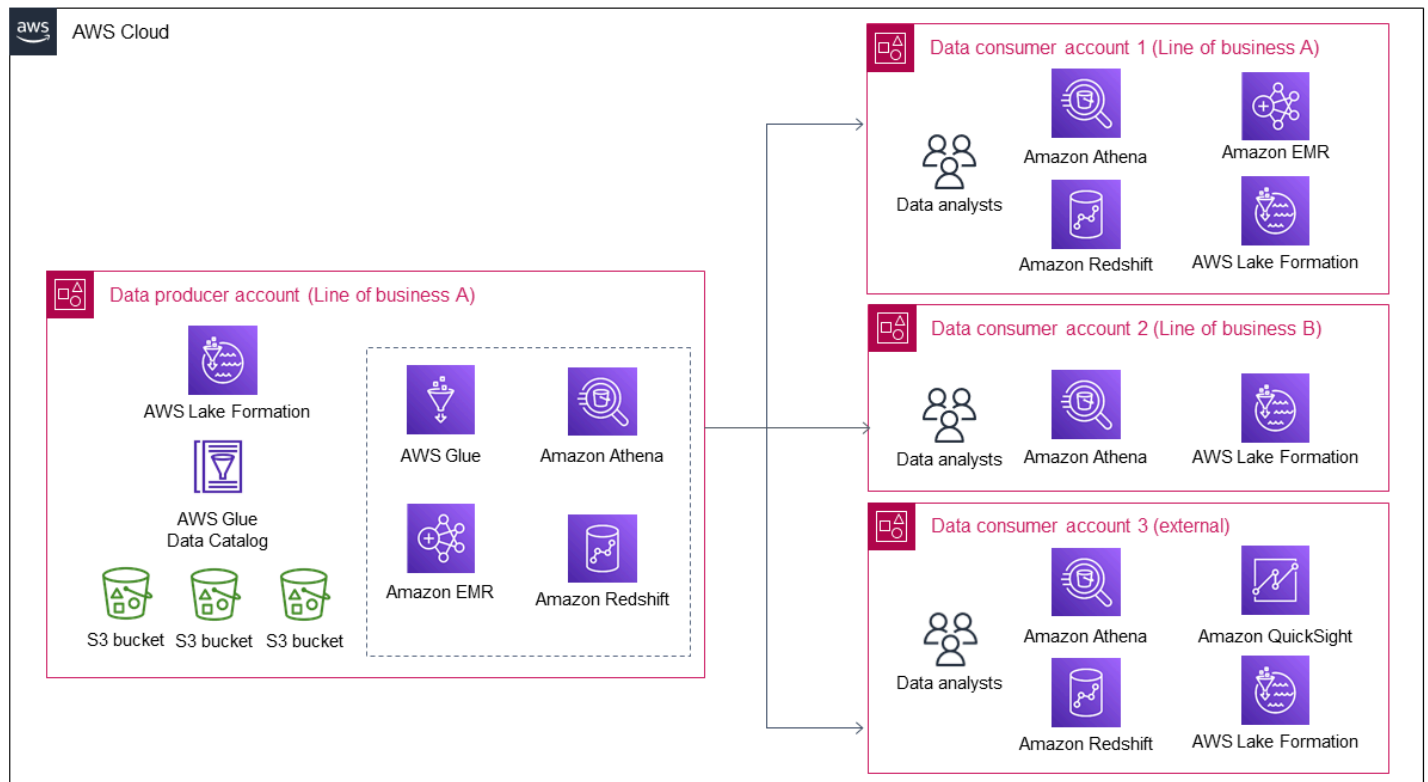 aws
AWS Cloud
Data producer account (Line of business A)
AWS Lake Formation
AWS Glue
Data Catalog
S3 bucket
S3 bucket
S3 bucket
AWS Glue
Amazon Athena
Amazon EMR
Amazon Redshift
Data consumer account 1 (Line of business A)
Data analysts
Amazon Athena
Amazon EMR
Amazon Redshift
AWS Lake Formation
Data consumer account 2 (Line of business B)
Data analysts
Amazon Athena
AWS Lake Formation
Data consumer account 3 (external)
Data analysts
Amazon Athena
Amazon QuickSight
Amazon Redshift
AWS Lake Formation